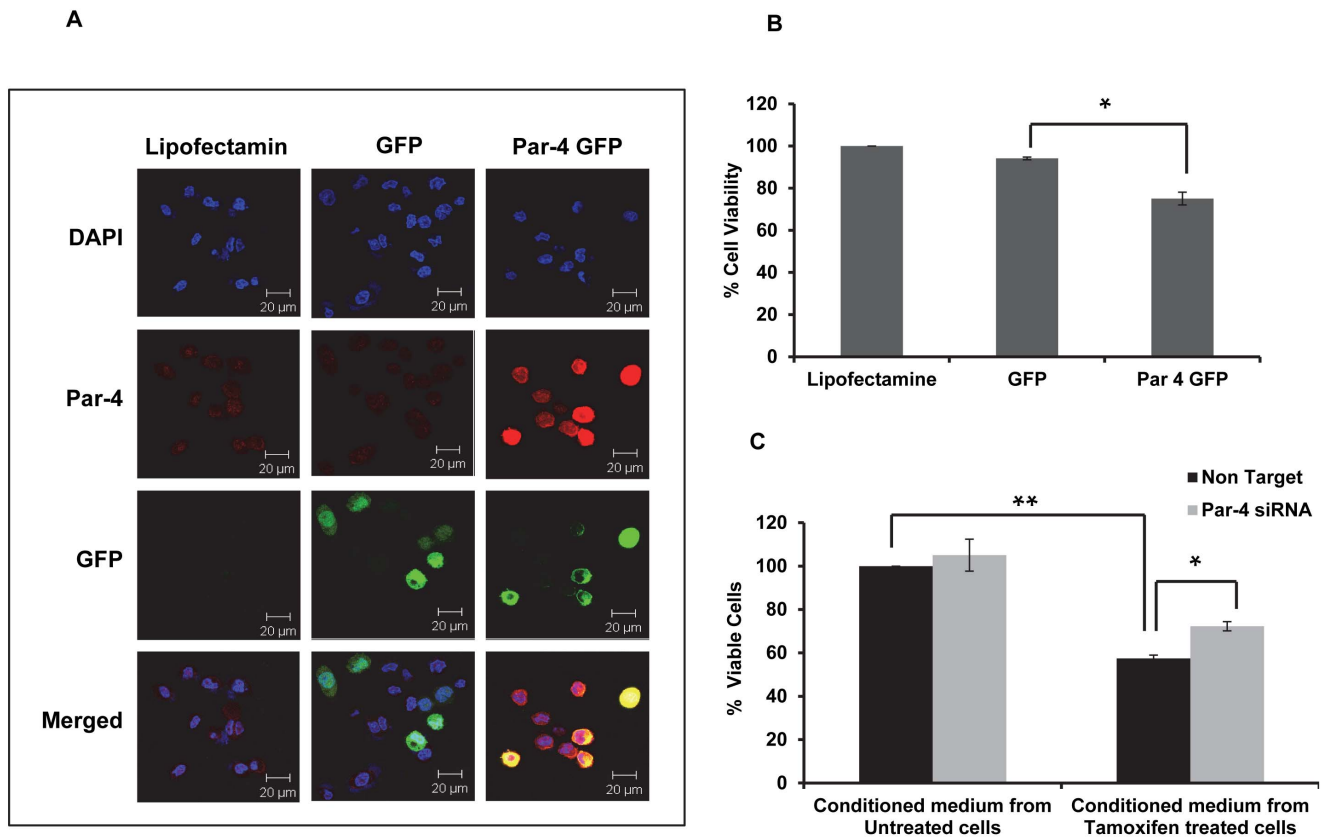 A
Lipofectamin GFP Par-4 GFP
DAPI
20 µm 20 µm 20 µm
Par-4
20 µm 20 µm 20 µm
GFP
20 µm 20 µm 20 µm
Merged
20 µm 20 µm 20 µm
B
% Cell Viability
120
100
80
60
40
20
0
*
Lipofectamine GFP Par 4 GFP
C
Non Target
Par-4 siRNA
% Viable Cells
120
100
80
60
40
20
0
**
*
Conditioned medium from
Untreated cells
Conditioned medium from
Tamoxifen treated cells